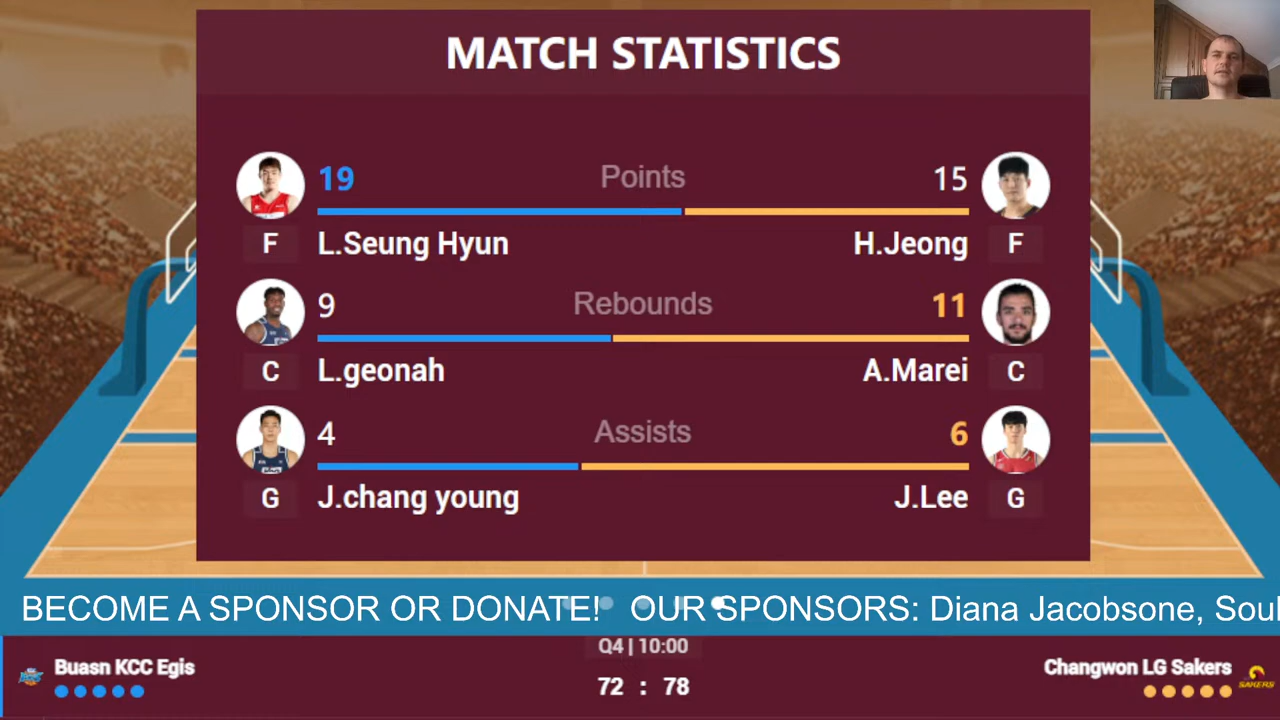 MATCH STATISTICS
19 Points 15
F L.Seung Hyun H.Jeong F
9 Rebounds 11
C L.geonah A.Marei C
4 Assists 6
G J.chang young J.Lee G
BECOME A SPONSOR OR DONATE! OUR SPONSORS: Diana Jacobsone, Soul
Q4 | 10:00
Buasn KCC Egis Changwon LG Sakers
72 : 78
SAKERS